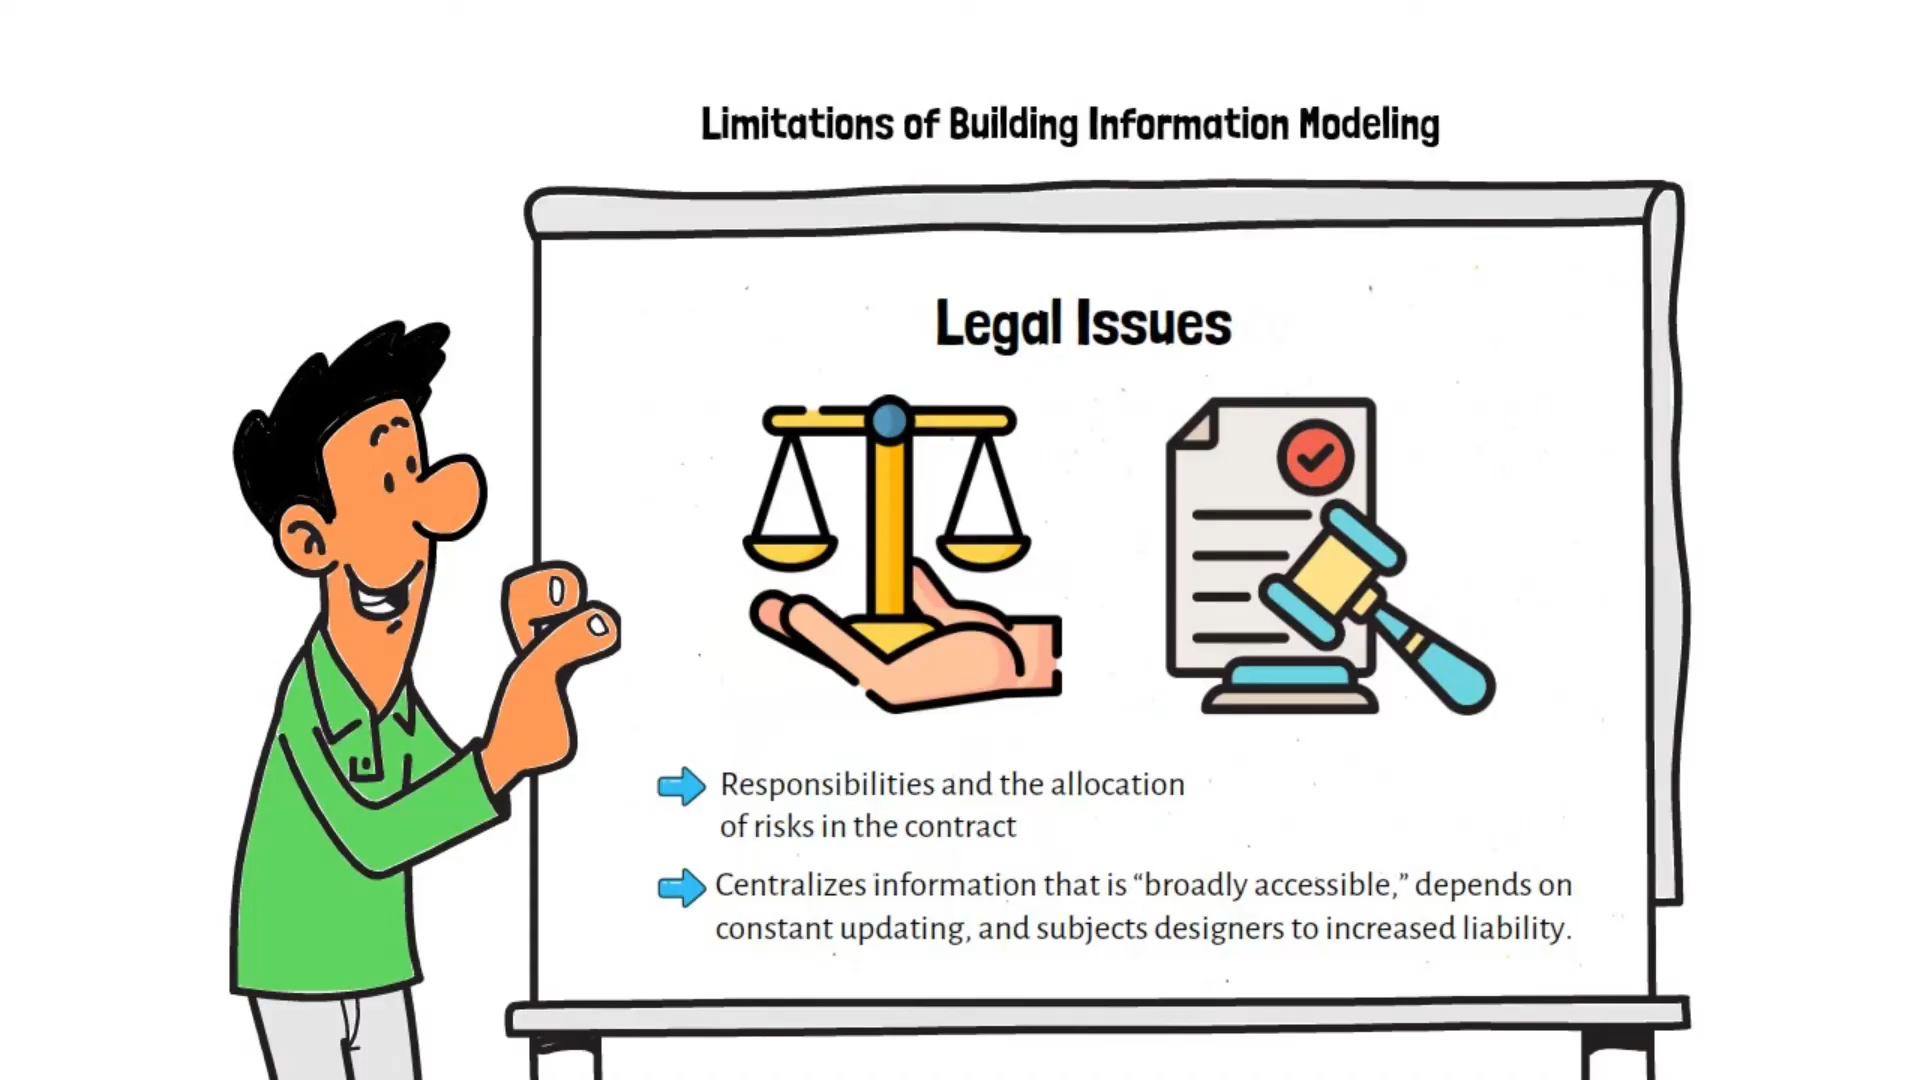 Limitations of Building Information Modeling
Legal Issues
Responsibilities and the allocation
of risks in the contract
Centralizes information that is “broadly accessible,” depends on
constant updating, and subjects designers to increased liability.